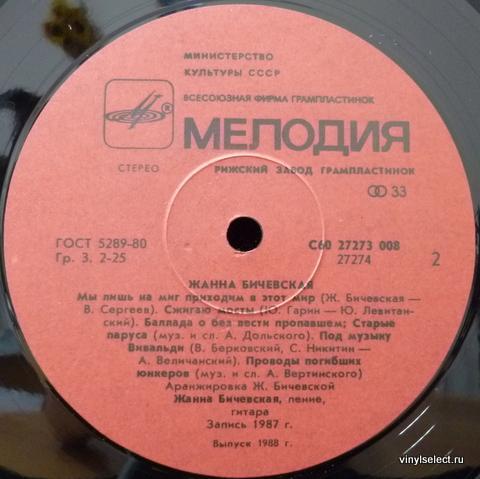 МИНИСТЕРСТВО
КУЛЬТУРЫ СССР
ВСЕСОЮЗНАЯ ФИРМА ГРАМПЛАСТИНОК
®
МЕЛОДИЯ
СТЕРЕО
РИЖСКИЙ ЗАВОД ГРАМПЛАСТИНОК
33
ГОСТ 5289-80
С60 27273 008
Гр. 3. 2-25
27274
2
ЖАННА БИЧЕВСКАЯ
Мы лишь на миг приходим в этот мир (Ж. Бичевская —
В. Сергеев). Сжигаю мосты (Ю. Гарин — Ю. Левитан-
ский). Баллада о без вести пропавшем; Старые
паруса (муз. и сл. А. Дольского). Под музыку
Вивальди (В. Берковский, С. Никитин —
А. Величанский). Проводы погибших
юнкеров (муз. и сл. А. Вертинского)
Аранжировка Ж. Бичевской
Жанна Бичевская, пение,
гитара
Запись 1987 г.
Выпуск 1988 г.
vinylselect.ru